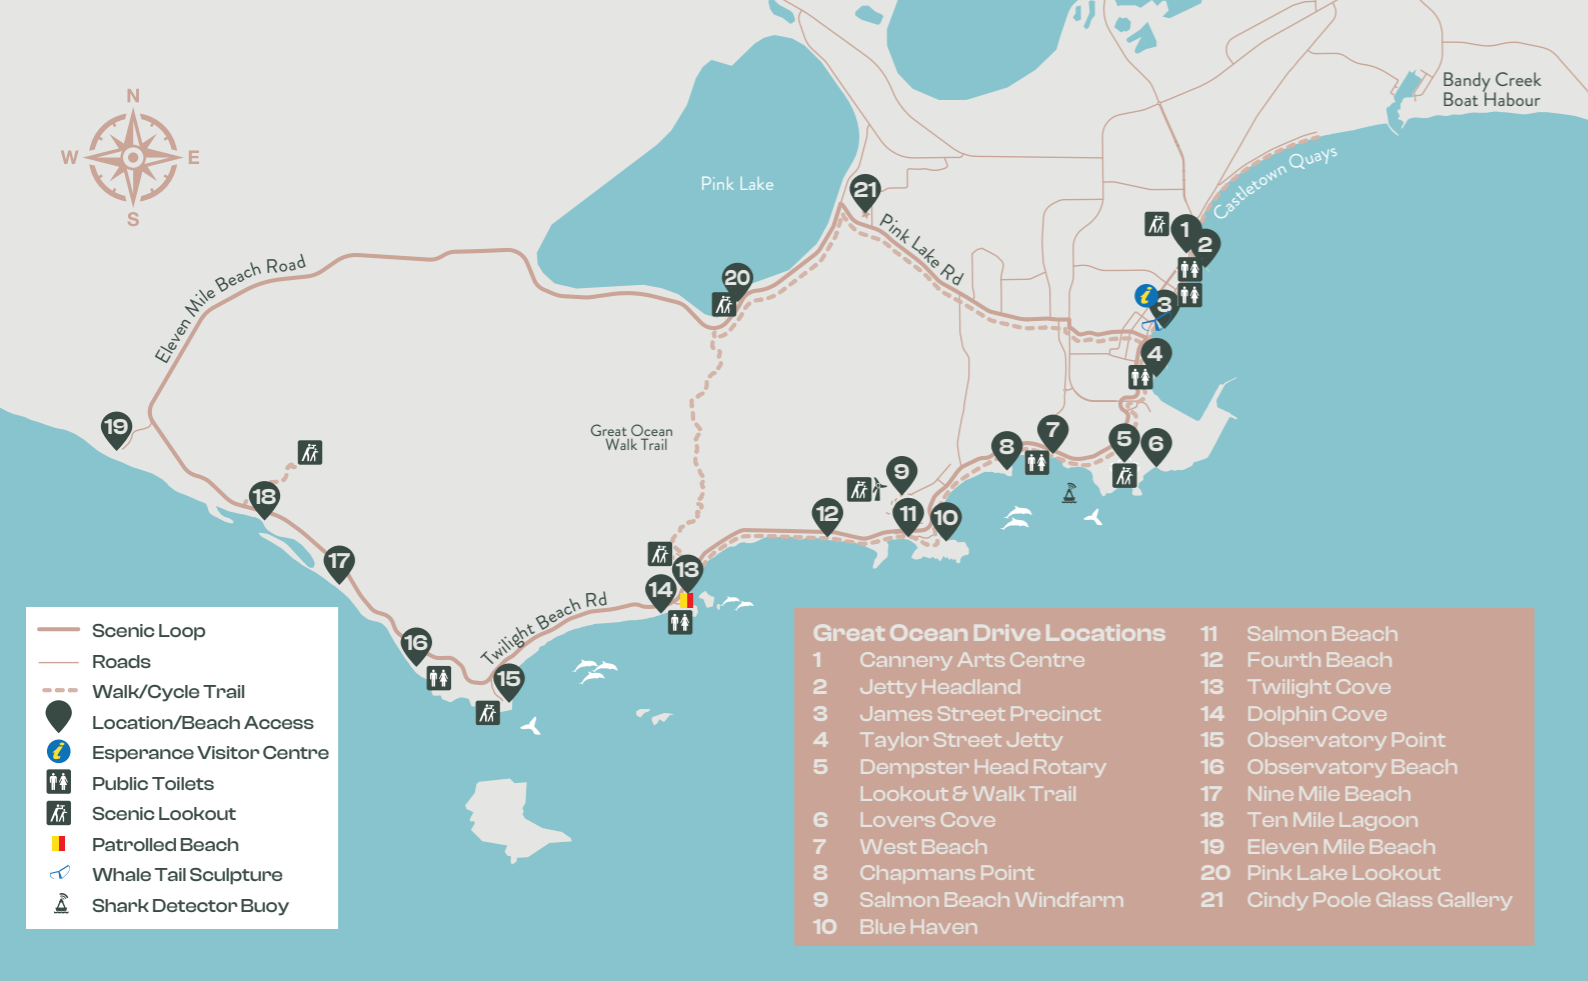 N
W E
S
Pink Lake
Bandy Creek
Boat Habour
Castletown Quays
Pink Lake Rd
Eleven Mile Beach Road
Great Ocean
Walk Trail
Twilight Beach Rd
21
1
2
20
i
3
4
19
7
5
6
8
9
18
12
11
10
17
13
14
16
15
Scenic Loop
Roads
Walk/Cycle Trail
Location/Beach Access
i Esperance Visitor Centre
Public Toilets
Scenic Lookout
Patrolled Beach
Whale Tail Sculpture
Shark Detector Buoy
Great Ocean Drive Locations
1 Cannery Arts Centre
2 Jetty Headland
3 James Street Precinct
4 Taylor Street Jetty
5 Dempster Head Rotary
Lookout & Walk Trail
6 Lovers Cove
7 West Beach
8 Chapmans Point
9 Salmon Beach Windfarm
10 Blue Haven
11 Salmon Beach
12 Fourth Beach
13 Twilight Cove
14 Dolphin Cove
15 Observatory Point
16 Observatory Beach
17 Nine Mile Beach
18 Ten Mile Lagoon
19 Eleven Mile Beach
20 Pink Lake Lookout
21 Cindy Poole Glass Gallery